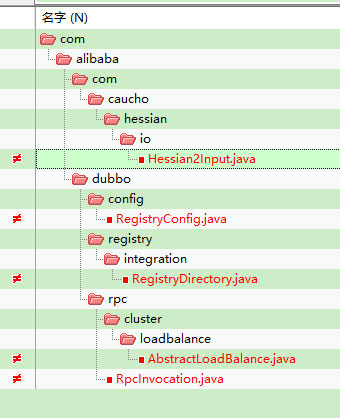 名字 (N)
com
alibaba
com
caucho
hessian
io
≠ Hessian2Input.java
dubbo
config
≠ RegistryConfig.java
registry
integration
≠ RegistryDirectory.java
rpc
cluster
loadbalance
≠ AbstractLoadBalance.java
≠ RpcInvocation.java